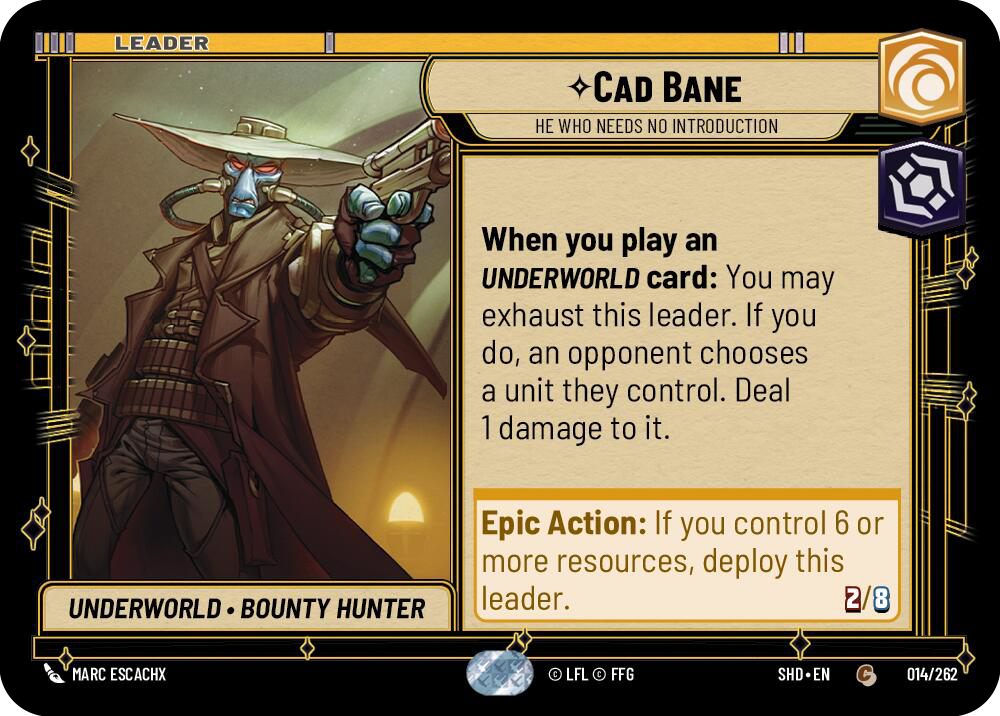 LEADER
✧CAD BANE
HE WHO NEEDS NO INTRODUCTION
When you play an
UNDERWORLD card: You may
exhaust this leader. If you
do, an opponent chooses
a unit they control. Deal
1 damage to it.
Epic Action: If you control 6 or
more resources, deploy this
leader. 2/8
UNDERWORLD • BOUNTY HUNTER
MARC ESCACHX
© LFL © FFG
SHD•EN C 014/262